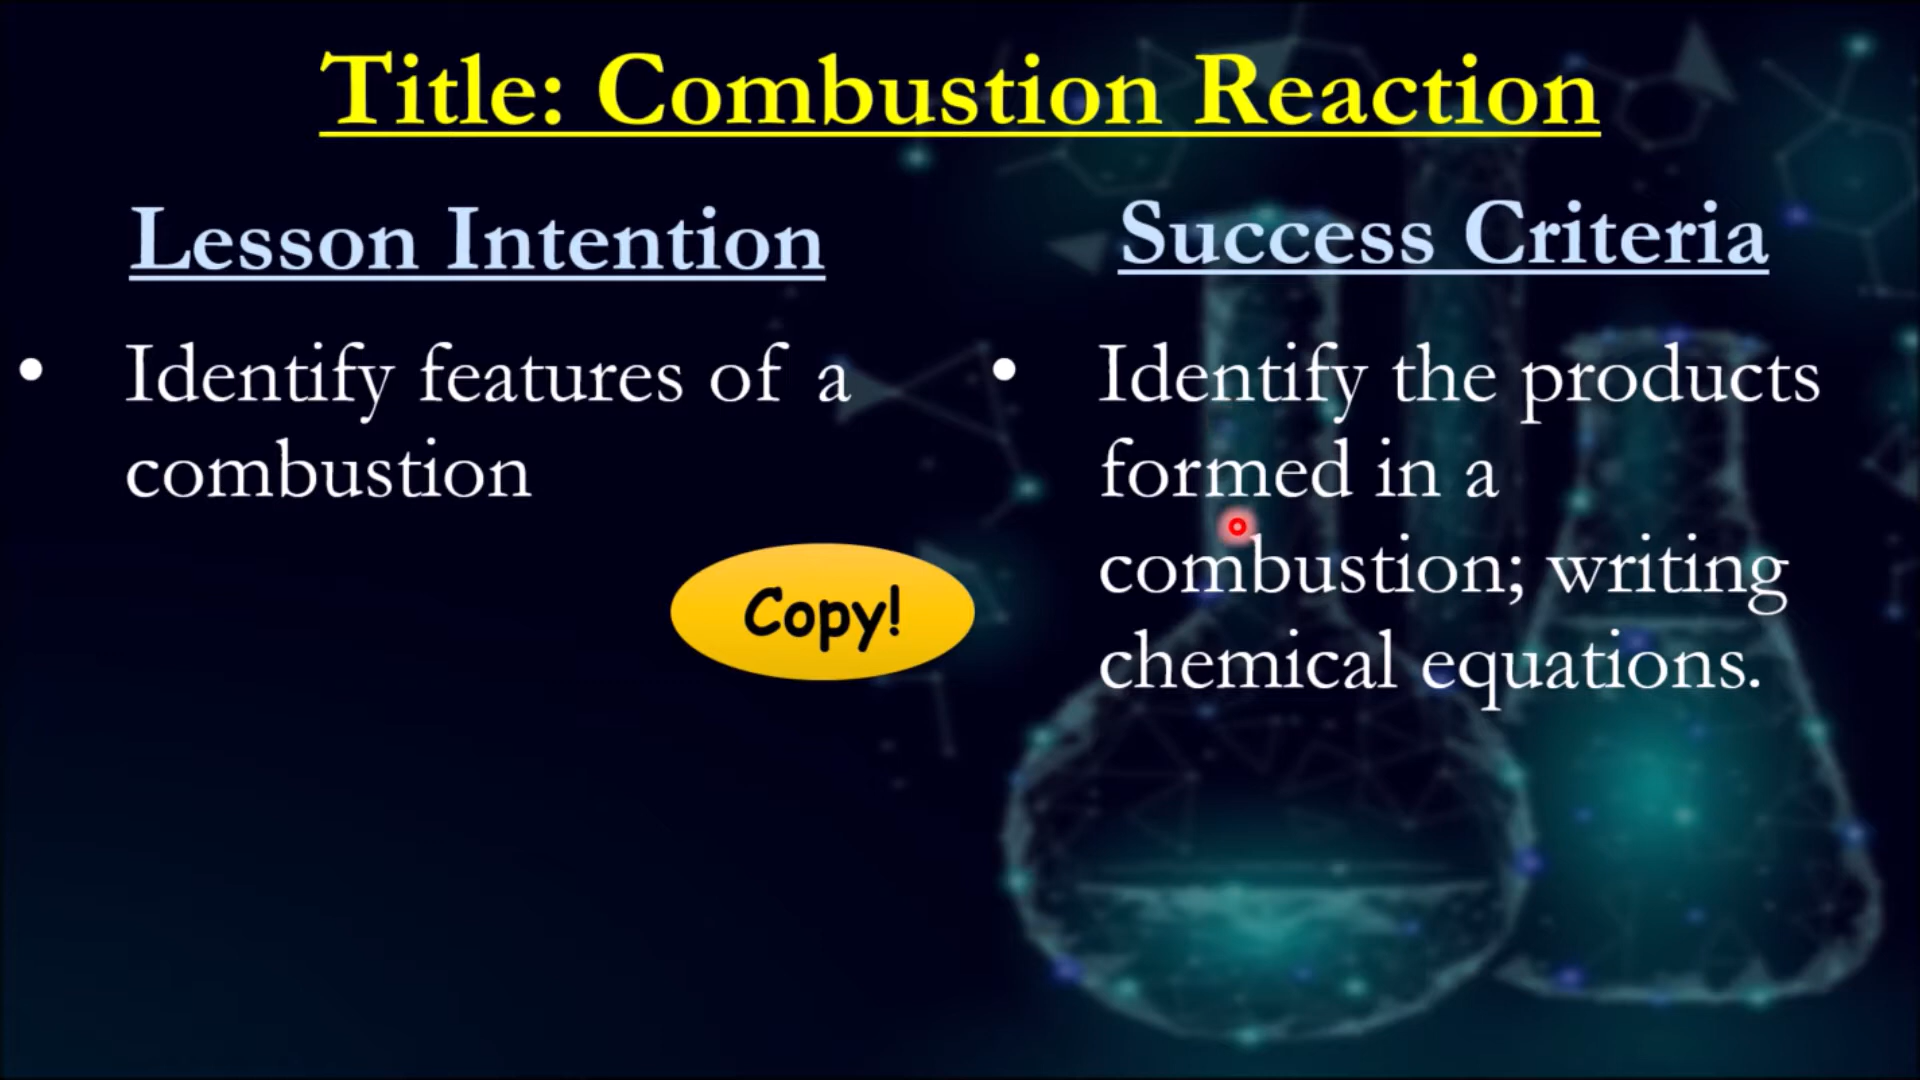 Title: Combustion Reaction
Lesson Intention
• Identify features of a
combustion
Copy!
Success Criteria
• Identify the products
formed in a
combustion; writing
chemical equations.